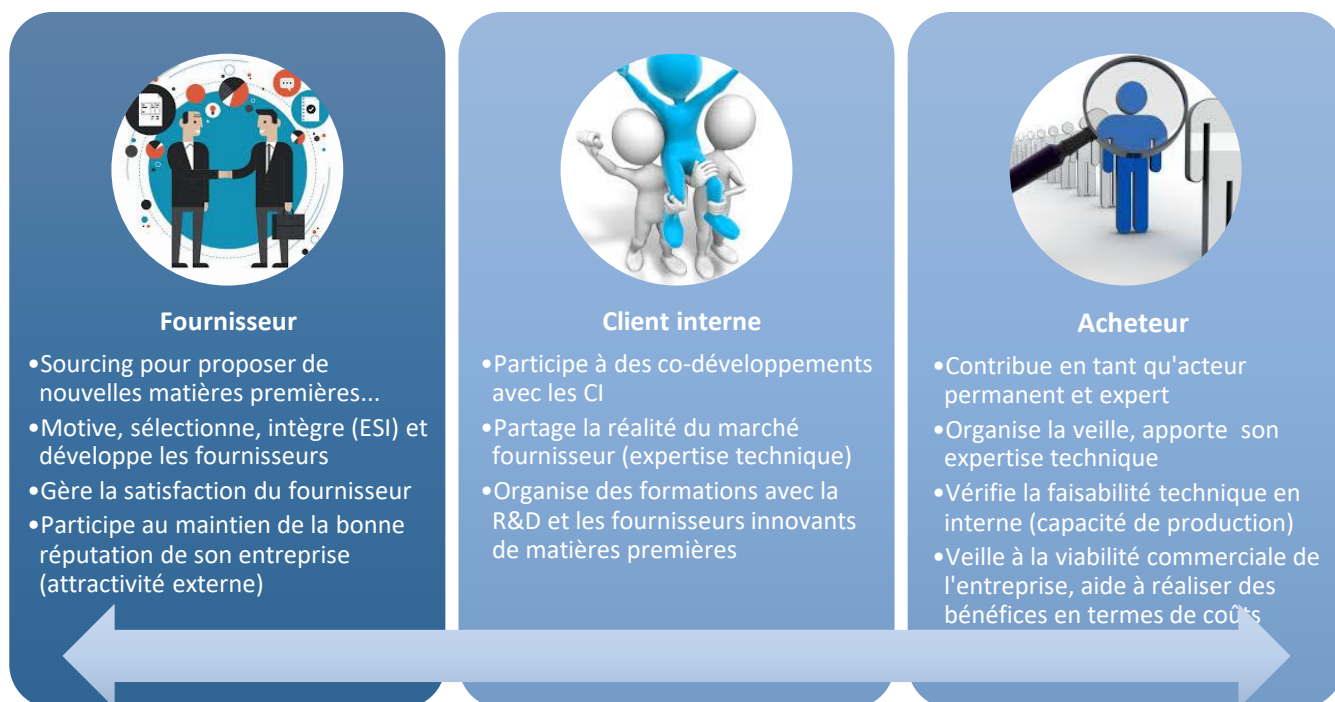 Fournisseur
•Sourcing pour proposer de
nouvelles matières premières...
•Motive, sélectionne, intègre (ESI) et
développe les fournisseurs
•Gère la satisfaction du fournisseur
•Participe au maintien de la bonne
réputation de son entreprise
(attractivité externe)
Client interne
•Participe à des co-développements
avec les CI
•Partage la réalité du marché
fournisseur (expertise technique)
•Organise des formations avec la
R&D et les fournisseurs innovants
de matières premières
Acheteur
•Contribue en tant qu'acteur
permanent et expert
•Organise la veille, apporte  son
expertise technique
•Vérifie la faisabilité technique en
interne (capacité de production)
•Veille à la viabilité commerciale de
l'entreprise, aide à réaliser des
bénéfices en termes de coûts